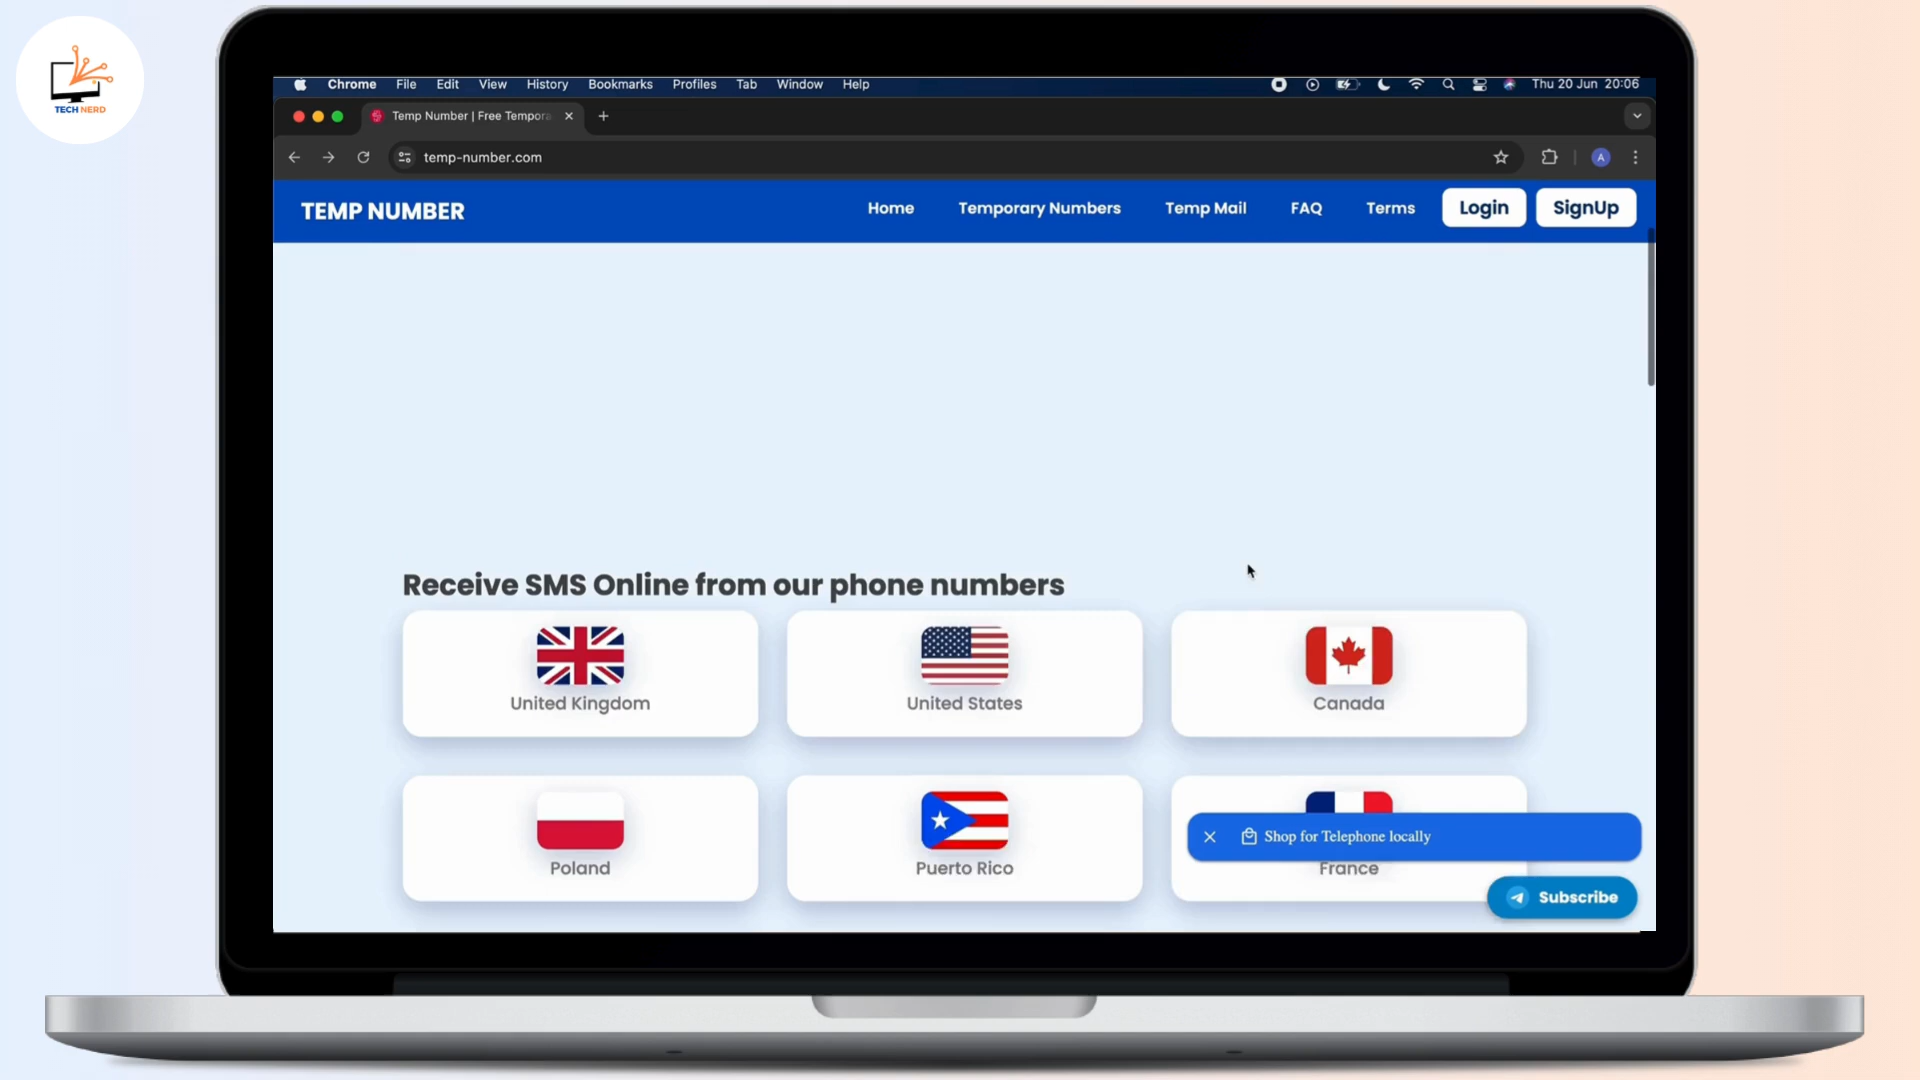 TECH NERD
Chrome File Edit View History Bookmarks Profiles Tab Window Help
Thu 20 Jun 20:06
Temp Number | Free Tempora
A
temp-number.com
TEMP NUMBER
Home Temporary Numbers Temp Mail FAQ Terms Login SignUp
Receive SMS Online from our phone numbers
United Kingdom United States Canada
Shop for Telephone locally
Poland Puerto Rico France
Subscribe